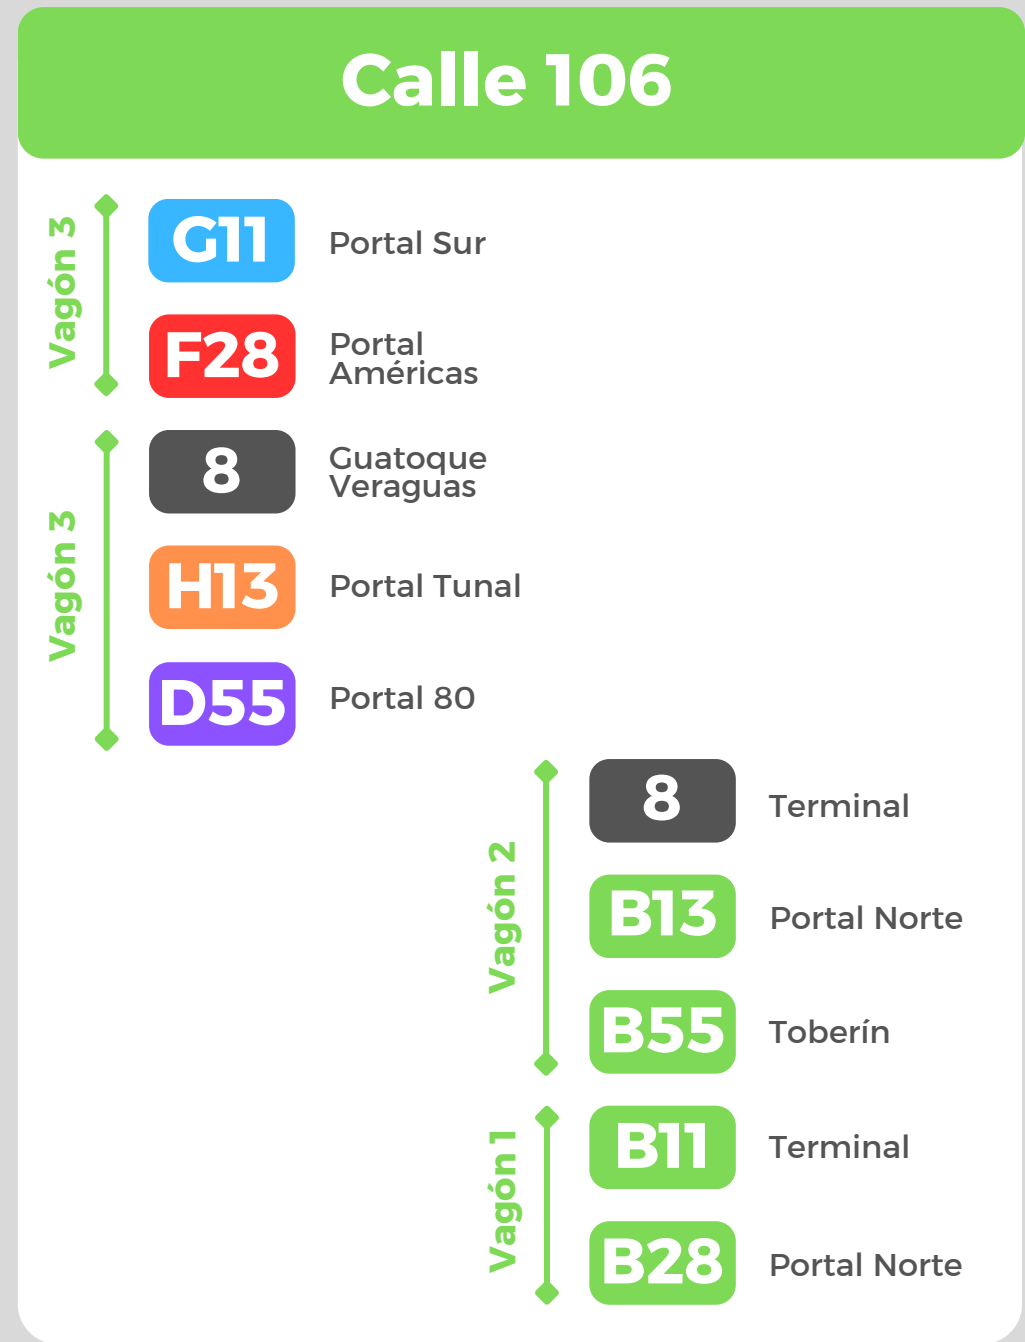 Calle 106
Vagón 3
G11
Portal Sur
F28
Portal
Américas
Vagón 3
8
Guatoque
Veraguas
H13
Portal Tunal
D55
Portal 80
Vagón 2
8
Terminal
B13
Portal Norte
B55
Toberín
Vagón 1
B11
Terminal
B28
Portal Norte